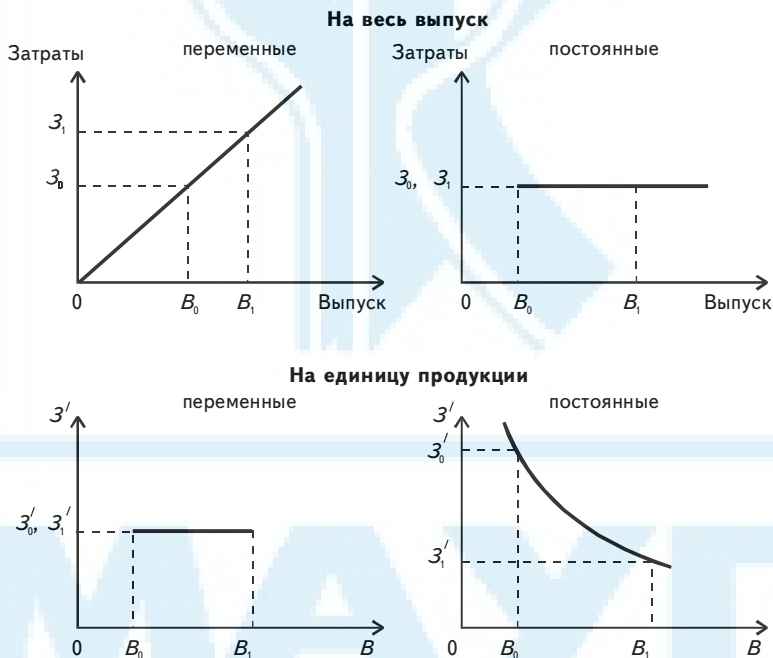 На весь выпуск
Затраты переменные
З₁
З₀
0 В₀ В₁ Выпуск
Затраты постоянные
З₀, З₁
0 В₀ В₁ Выпуск
На единицу продукции
З/ переменные
З₀/, З₁/
0 В₀ В₁ В
З/ постоянные
З₀/
З₁/
0 В₀ В₁ В